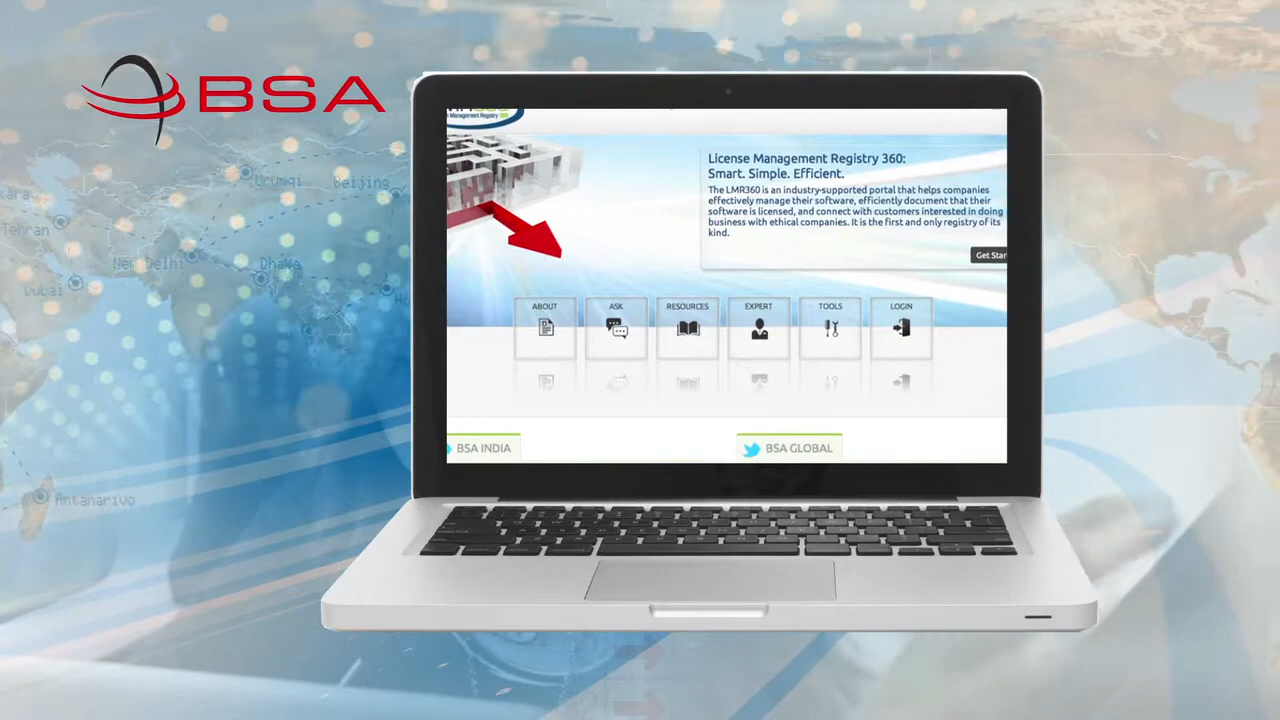 BSA
Management Registry 360
License Management Registry 360:
Smart. Simple. Efficient.
The LMR360 is an industry-supported portal that helps companies
effectively manage their software, efficiently document that their
software is licensed, and connect with customers interested in doing
business with ethical companies. It is the first and only registry of its
kind.
Get Star
ABOUT
ASK
RESOURCES
EXPERT
TOOLS
LOGIN
BSA INDIA
BSA GLOBAL
Urumqi
Beijing
Tehran
New Delhi
Dhaka
Dubai
Antanarivo